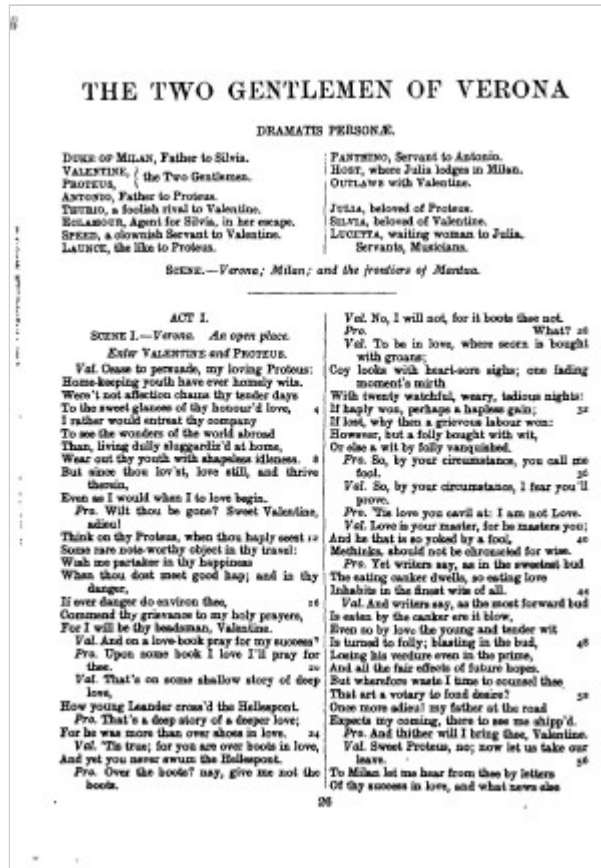 THE TWO GENTLEMEN OF VERONA
DRAMATIS PERSONÆ.
DUKE OF MILAN, Father to Silvia.
VALENTINE, } the Two Gentlemen.
PROTEUS,
ANTONIO, Father to Proteus.
THURIO, a foolish rival to Valentine.
EGLAMOUR, Agent for Silvia, in her escape.
SPEED, a clownish Servant to Valentine.
LAUNCE, the like to Proteus.
PANTHINO, Servant to Antonio.
HOST, where Julia lodges in Milan.
OUTLAWS with Valentine.
JULIA, beloved of Proteus.
SILVIA, beloved of Valentine.
LUCETTA, waiting woman to Julia.
Servants, Musicians.
SCENE.—Verona; Milan; and the frontiers of Mantua.
ACT I.
SCENE I.—Verona. An open place.
Enter VALENTINE and PROTEUS.
Val. Cease to persuade, my loving Proteus:
Home-keeping youth have ever homely wits.
Were't not affection chains thy tender days
To the sweet glances of thy honour'd love, 4
I rather would entreat thy company
To see the wonders of the world abroad
Than, living dully sluggardiz'd at home,
Wear out thy youth with shapeless idleness. 8
But since thou lov'st, love still, and thrive
therein,
Even as I would when I to love begin.
Pro. Wilt thou be gone? Sweet Valentine,
adieu!
Think on thy Proteus, when thou haply seest 12
Some rare note-worthy object in thy travel:
Wish me partaker in thy happiness
When thou dost meet good hap; and in thy
danger,
If ever danger do environ thee, 16
Commend thy grievance to my holy prayers,
For I will be thy beadsman, Valentine.
Val. And on a love-book pray for my success?
Pro. Upon some book I love I'll pray for
thee. 20
Val. That's on some shallow story of deep
love,
How young Leander cross'd the Hellespont.
Pro. That's a deep story of a deeper love;
For he was more than over shoes in love. 24
Val. 'Tis true; for you are over boots in love,
And yet you never swum the Hellespont.
Pro. Over the boots? nay, give me not the
boots.
Val. No, I will not, for it boots thee not.
Pro. What? 28
Val. To be in love, where scorn is bought
with groans;
Coy looks with heart-sore sighs; one fading
moment's mirth
With twenty watchful, weary, tedious nights:
If haply won, perhaps a hapless gain; 32
If lost, why then a grievous labour won:
However, but a folly bought with wit,
Or else a wit by folly vanquished.
Pro. So, by your circumstance, you call me
fool. 36
Val. So, by your circumstance, I fear you'll
prove.
Pro. 'Tis love you cavil at: I am not Love.
Val. Love is your master, for he masters you;
And he that is so yoked by a fool, 40
Methinks, should not be chronicled for wise.
Pro. Yet writers say, as in the sweetest bud
The eating canker dwells, so eating love
Inhabits in the finest wits of all. 44
Val. And writers say, as the most forward bud
Is eaten by the canker ere it blow,
Even so by love the young and tender wit
Is turned to folly; blasting in the bud, 48
Losing his verdure even in the prime,
And all the fair effects of future hopes.
But wherefore waste I time to counsel thee
That art a votary to fond desire? 52
Once more adieu! my father at the road
Expects my coming, there to see me shipp'd.
Pro. And thither will I bring thee, Valentine.
Val. Sweet Proteus, no; now let us take our
leave. 56
To Milan let me hear from thee by letters
Of thy success in love, and what news else
26